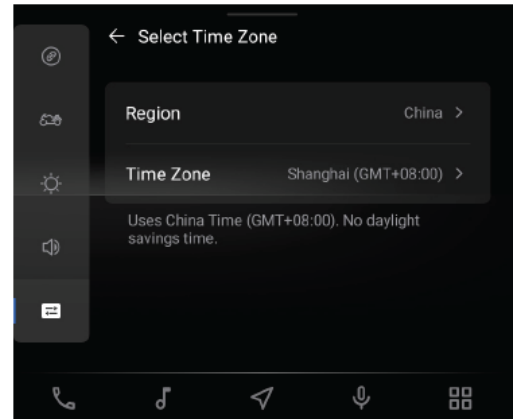 Select Time Zone
Region
China
Time Zone
Shanghai (GMT+08:00)
Uses China Time (GMT+08:00). No daylight
savings time.